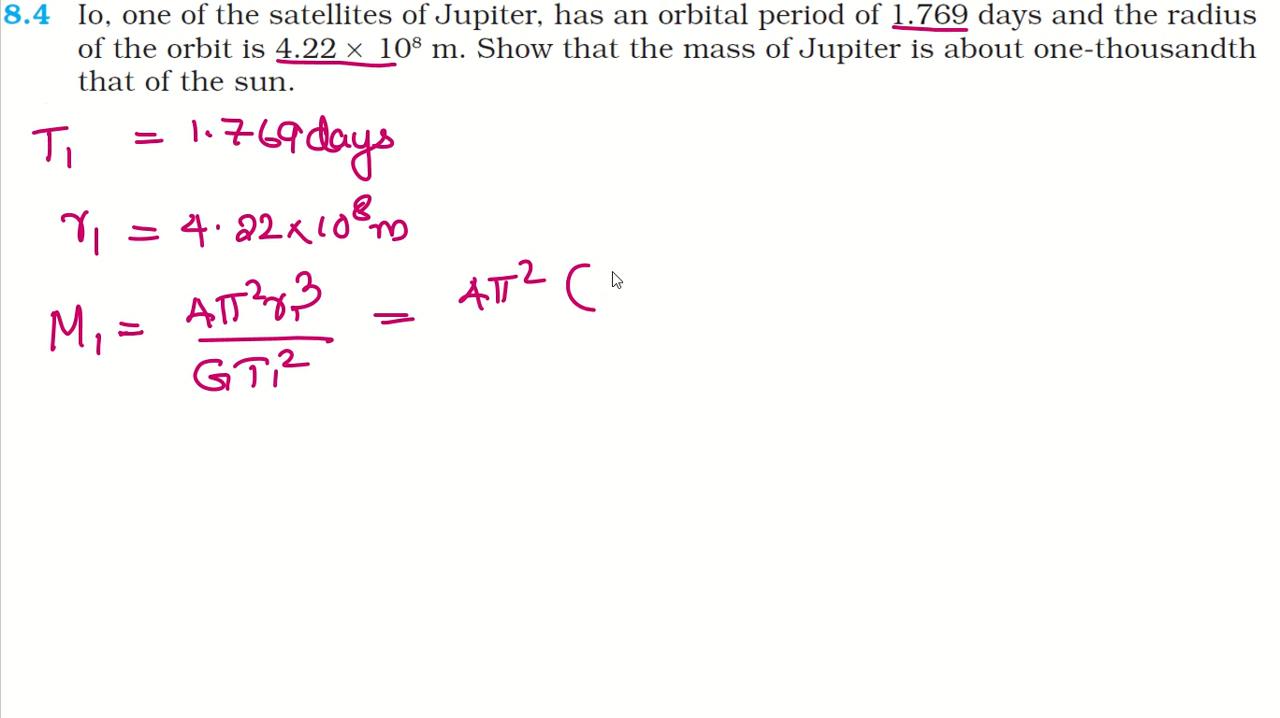 8.4 Io, one of the satellites of Jupiter, has an orbital period of 1.769 days and the radius
of the orbit is 4.22 × 10⁸ m. Show that the mass of Jupiter is about one-thousandth
that of the sun.
T₁ = 1.769 days
r₁ = 4.22×10⁸ m
M₁ = 4π²r₁³ / GT₁² = 4π² (